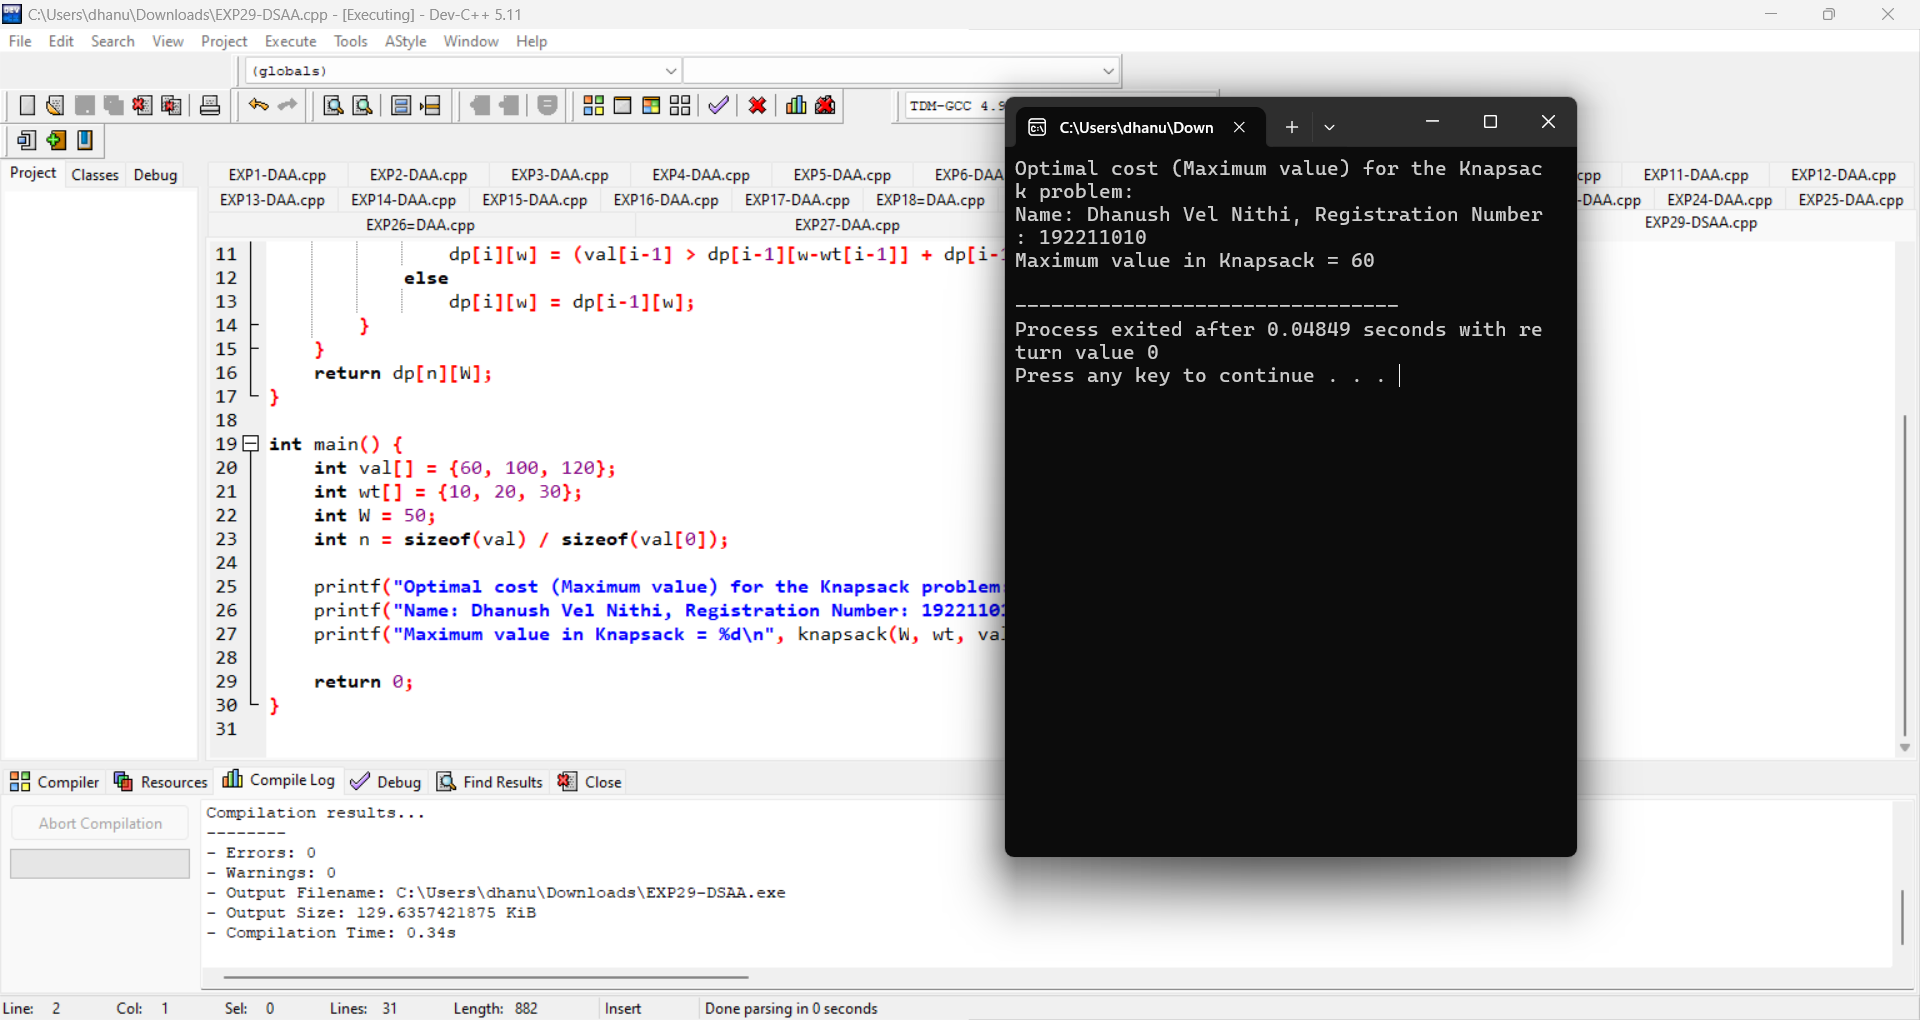 C:\Users\dhanu\Downloads\EXP29-DSAA.cpp - [Executing] - Dev-C++ 5.11
File Edit Search View Project Execute Tools AStyle Window Help
(globals)
TDM-GCC 4.9
Project Classes Debug
EXP1-DAA.cpp EXP2-DAA.cpp EXP3-DAA.cpp EXP4-DAA.cpp EXP5-DAA.cpp EXP6-DAA cpp EXP11-DAA.cpp EXP12-DAA.cpp
EXP13-DAA.cpp EXP14-DAA.cpp EXP15-DAA.cpp EXP16-DAA.cpp EXP17-DAA.cpp EXP18=DAA.cpp -DAA.cpp EXP24-DAA.cpp EXP25-DAA.cpp
EXP26=DAA.cpp EXP27-DAA.cpp EXP29-DSAA.cpp
11 dp[i][w] = (val[i-1] > dp[i-1][w-wt[i-1]] + dp[i-
12 else
13 dp[i][w] = dp[i-1][w];
14 }
15 }
16 return dp[n][W];
17 }
18
19 int main() {
20 int val[] = {60, 100, 120};
21 int wt[] = {10, 20, 30};
22 int W = 50;
23 int n = sizeof(val) / sizeof(val[0]);
24
25 printf("Optimal cost (Maximum value) for the Knapsack problem:
26 printf("Name: Dhanush Vel Nithi, Registration Number: 19221101
27 printf("Maximum value in Knapsack = %d\n", knapsack(W, wt, val
28
29 return 0;
30 }
31
C:\Users\dhanu\Down
Optimal cost (Maximum value) for the Knapsac
k problem:
Name: Dhanush Vel Nithi, Registration Number
: 192211010
Maximum value in Knapsack = 60
--------------------------------
Process exited after 0.04849 seconds with re
turn value 0
Press any key to continue . . .
Compiler Resources Compile Log Debug Find Results Close
Abort Compilation
Compilation results...
--------
- Errors: 0
- Warnings: 0
- Output Filename: C:\Users\dhanu\Downloads\EXP29-DSAA.exe
- Output Size: 129.6357421875 KiB
- Compilation Time: 0.34s
Line: 2 Col: 1 Sel: 0 Lines: 31 Length: 882 Insert Done parsing in 0 seconds